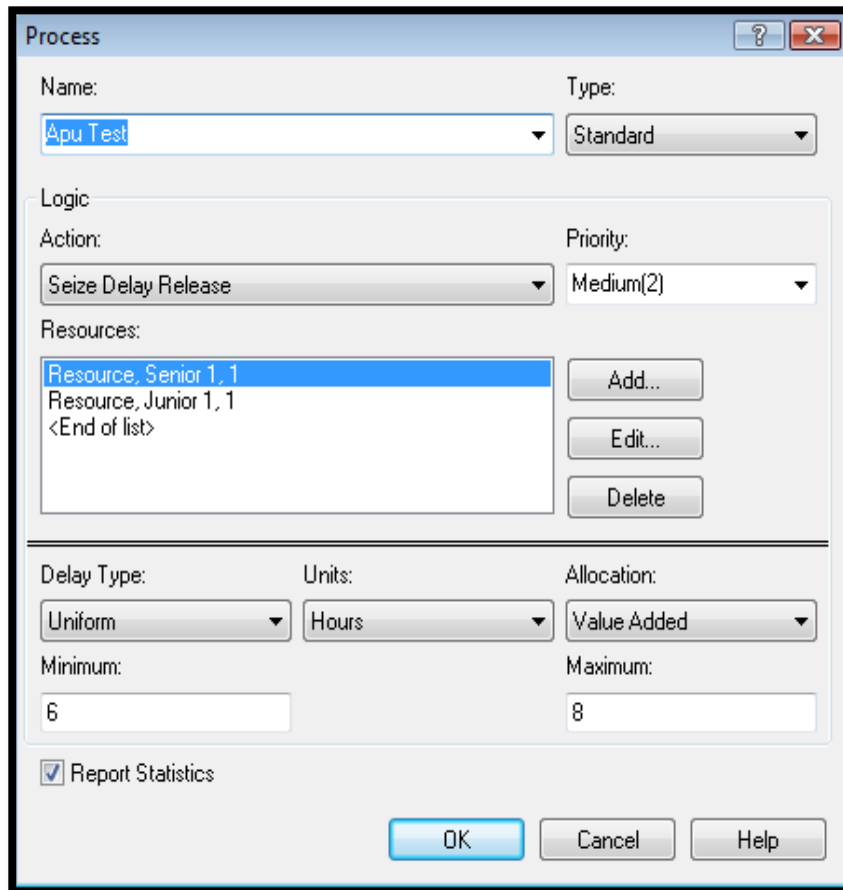 Process
Name: Type:
Apu Test Standard
Logic
Action: Priority:
Seize Delay Release Medium(2)
Resources:
Resource, Senior 1, 1 Add...
Resource, Junior 1, 1
<End of list> Edit...
Delete
Delay Type: Units: Allocation:
Uniform Hours Value Added
Minimum: Maximum:
6 8
Report Statistics
OK Cancel Help